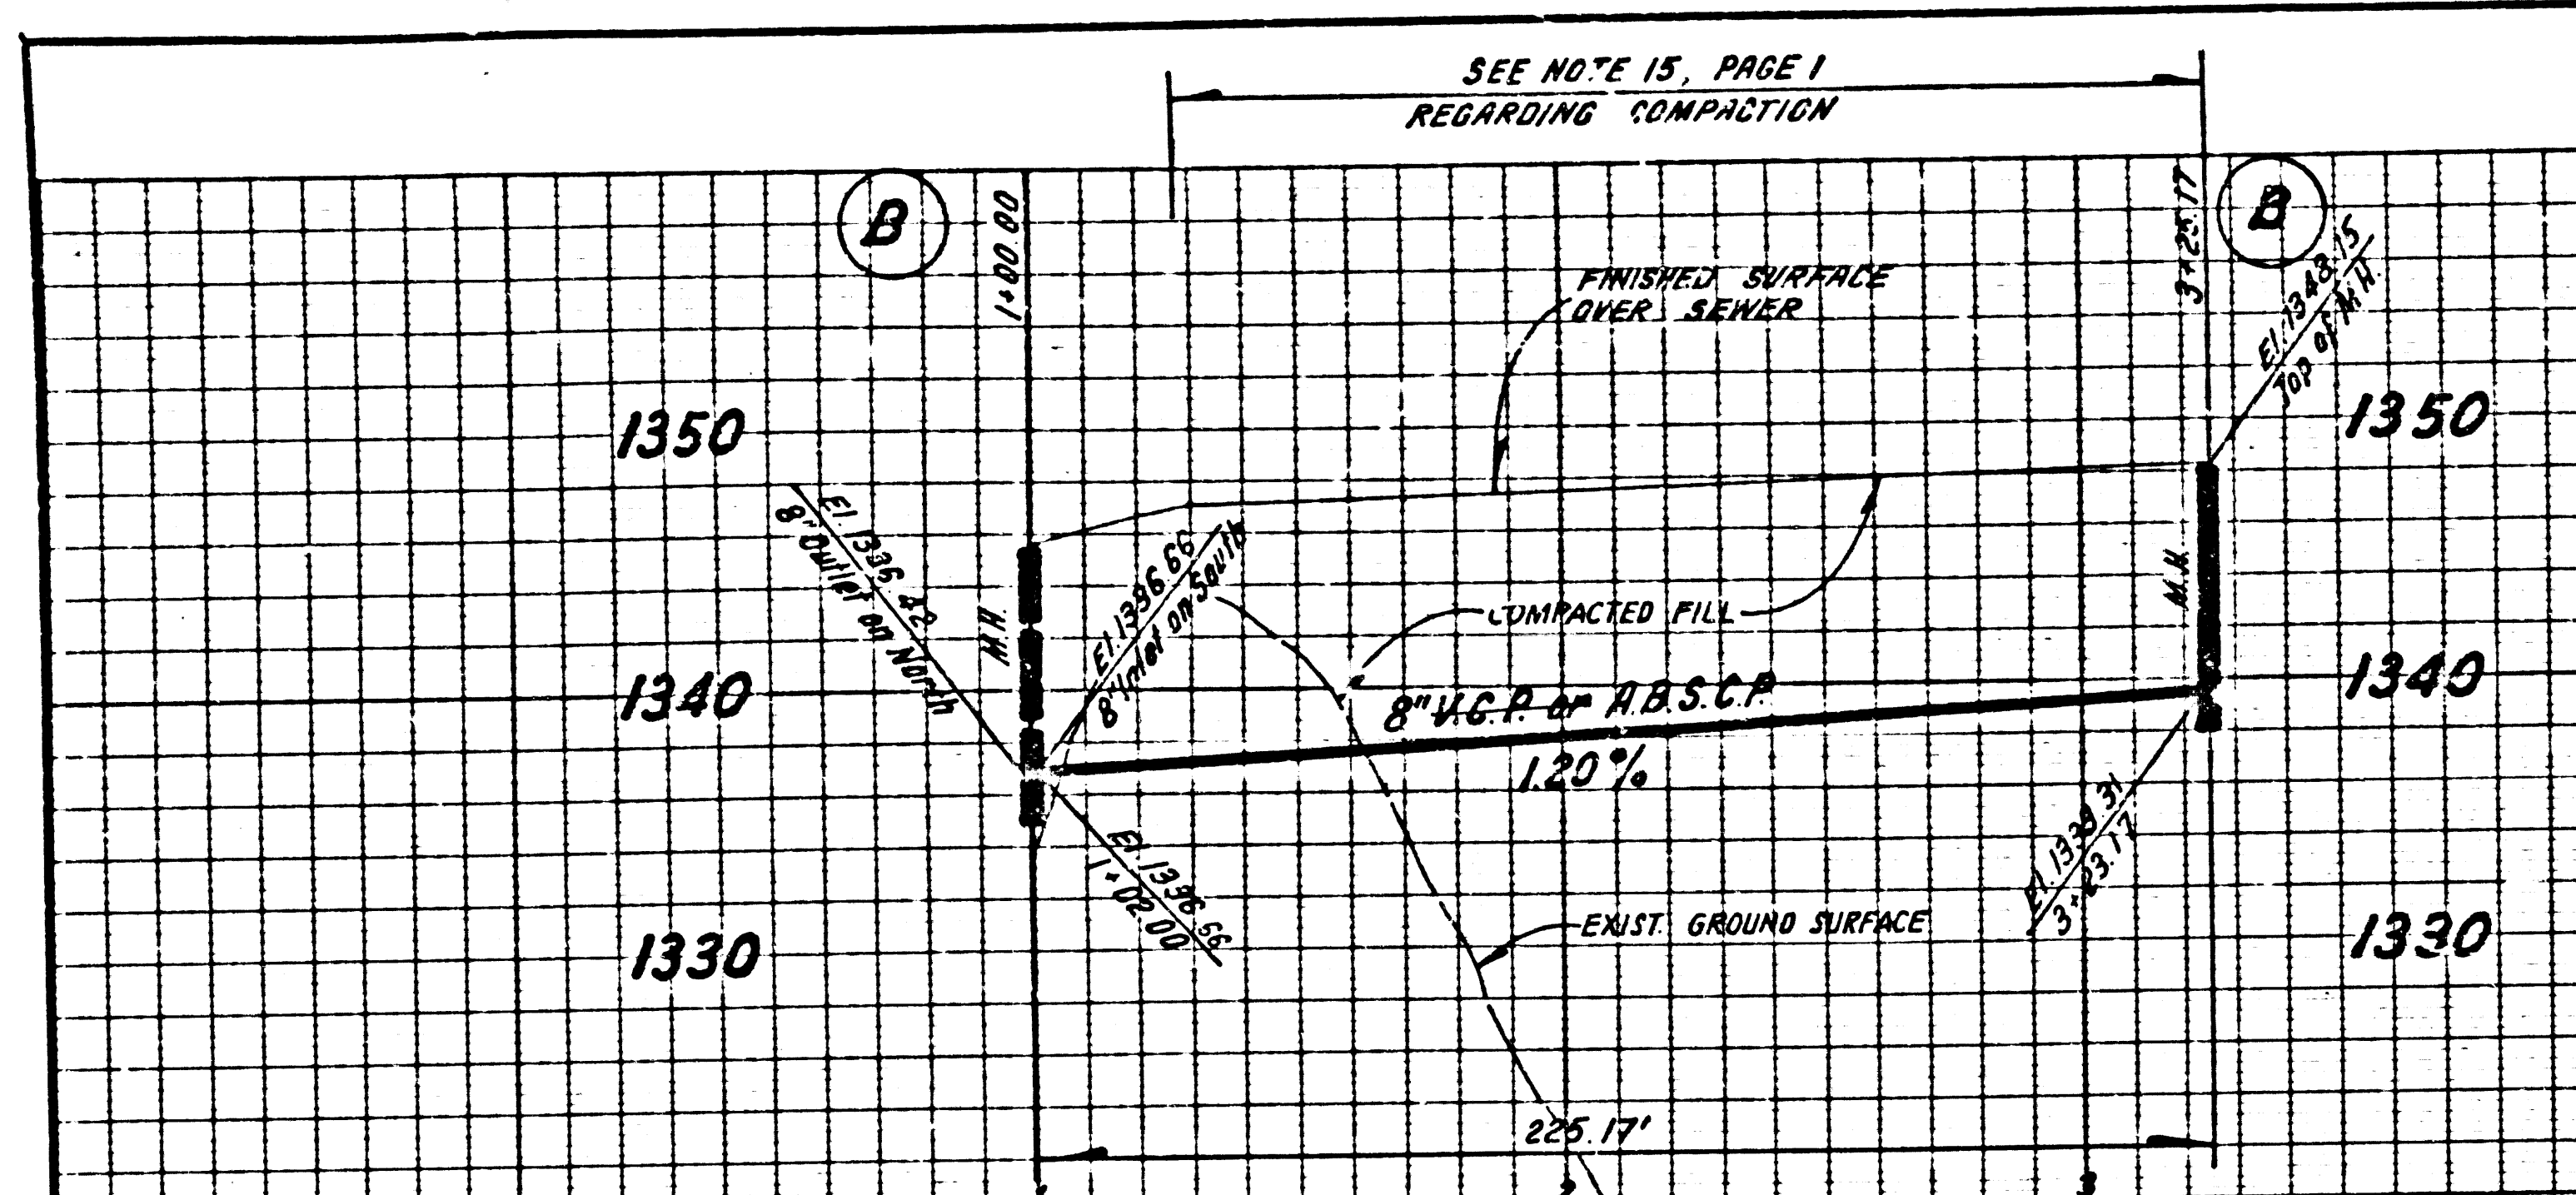 SEE NOTE 15, PAGE 1
REGARDING COMPACTION
B
1+00.00
3+25.17
B
El. 1348.15
Top of M.H.
FINISHED SURFACE
OVER SEWER
1350
1350
El. 1336.42
8" Outlet on North
M.H.
El. 1336.66
8" Inlet on South
COMPACTED FILL
M.H.
1340
8" V.C.P. or A.B.S.C.P.
1.20%
1340
El. 1336.56
1+02.00
El. 1339.31
3+23.17
1330
EXIST. GROUND SURFACE
1330
225.17'